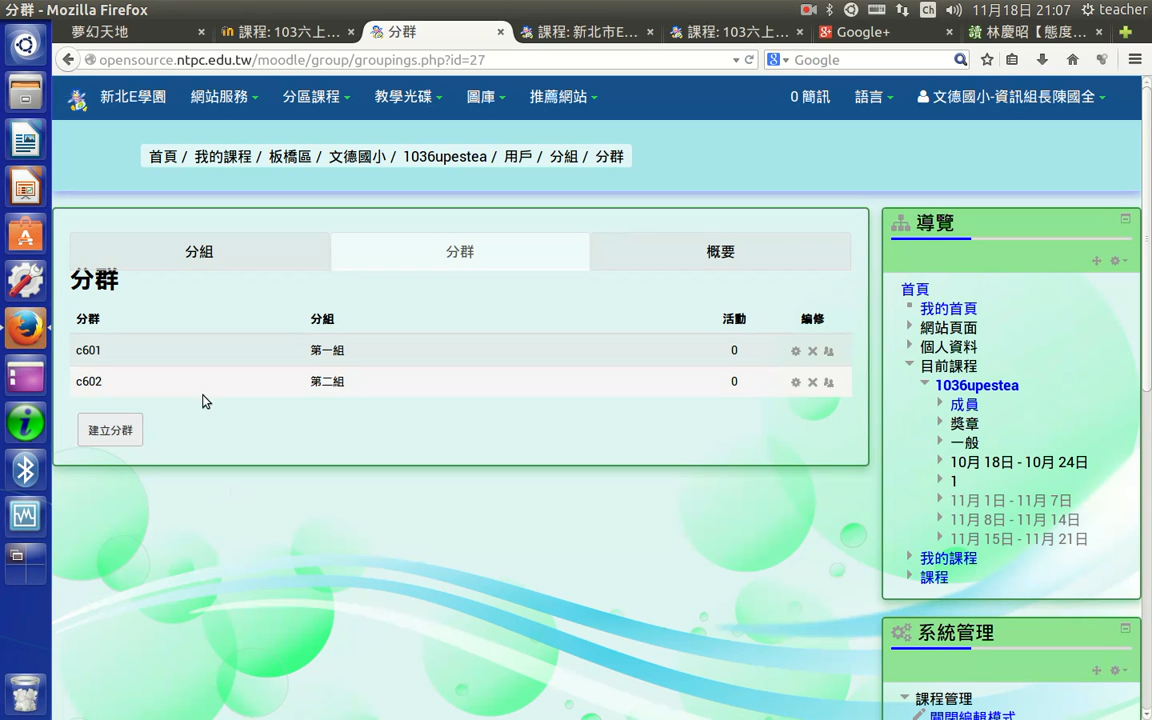 分群 - Mozilla Firefox
Ch
11月18日 21:07
teacher
夢幻天地
課程: 103六上...
分群
課程: 新北市E...
課程: 103六上...
Google+
林慶昭【態度...
opensource.ntpc.edu.tw/moodle/group/groupings.php?id=27
Google
新北E學園
網站服務
分區課程
教學光碟
圖庫
推薦網站
0 簡訊
語言
文德國小-資訊組長陳國全
首頁 / 我的課程 / 板橋區 / 文德國小 / 1036upestea / 用戶 / 分組 / 分群
分組
分群
概要
分群
分群 分組 活動 編修
c601 第一組 0
c602 第二組 0
建立分群
導覽
首頁
我的首頁
網站頁面
個人資料
目前課程
1036upestea
成員
獎章
一般
10月 18日 - 10月 24日
1
11月 1日 - 11月 7日
11月 8日 - 11月 14日
11月 15日 - 11月 21日
我的課程
課程
系統管理
課程管理
關閉編輯模式